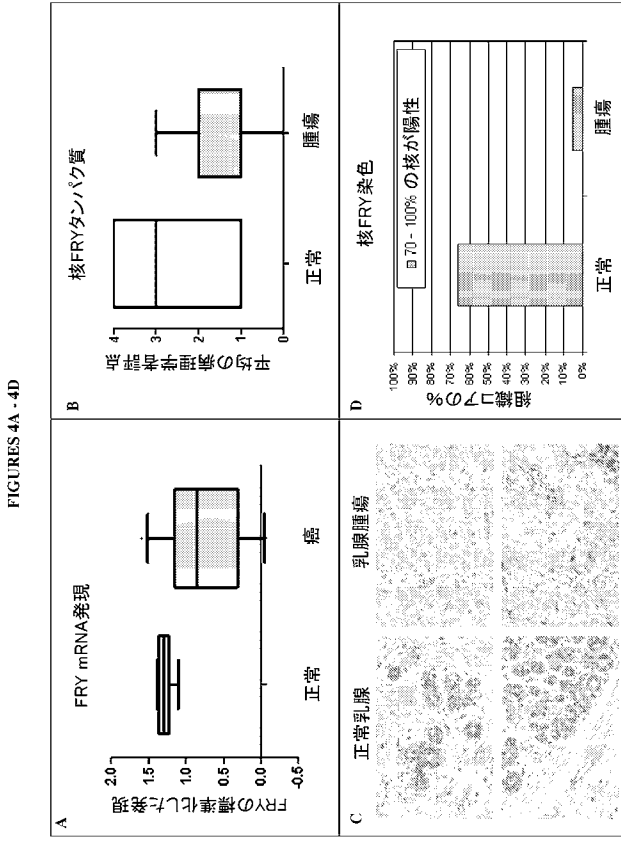 FIGURES 4A - 4D
A
FRY mRNA発現
FRYの標準化した発現
2.0
1.5
1.0
0.5
0.0
-0.5
正常
癌
B
核FRYタンパク質
平均の病理学者評点
4
3
2
1
0
正常
腫瘍
C
正常乳腺
乳腺腫瘍
D
核FRY染色
70 - 100% の核が陽性
組織コアの%
100%
90%
80%
70%
60%
50%
40%
30%
20%
10%
0%
正常
腫瘍